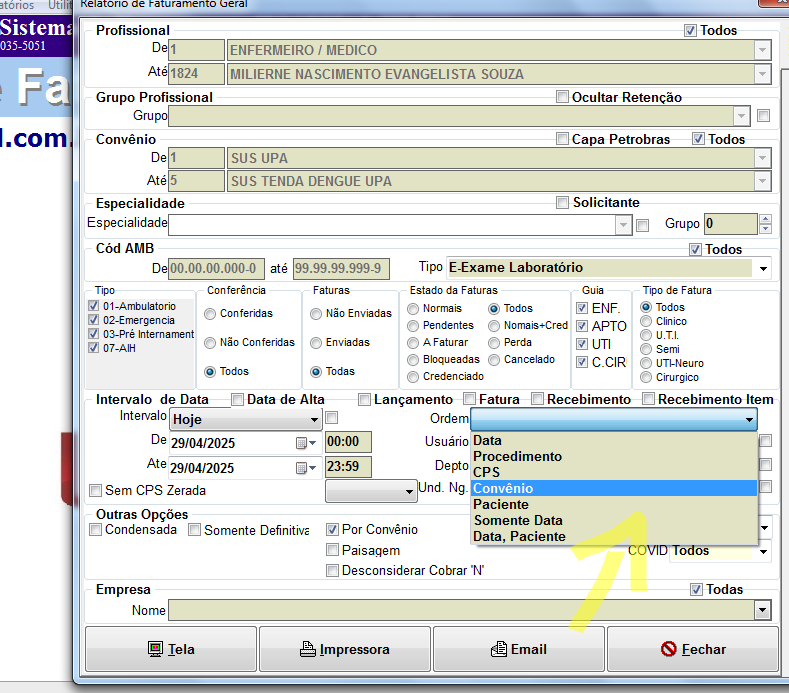 atórios Utilit
Relatório de Faturamento Geral
Sistema
035-5051
e Fa
l.com.
Profissional Todos
De 1 ENFERMEIRO / MEDICO
Até 1824 MILIERNE NASCIMENTO EVANGELISTA SOUZA
Grupo Profissional Ocultar Retenção
Grupo
Convênio Capa Petrobras Todos
De 1 SUS UPA
Até 5 SUS TENDA DENGUE UPA
Especialidade Solicitante
Especialidade Grupo 0
Cód AMB Todos
De 00.00.00.000-0 até 99.99.99.999-9 Tipo E-Exame Laboratório
Tipo
01-Ambulatorio
02-Emergencia
03-Pré Internament
07-AIH
Conferência
Conferidas
Não Conferidas
Todos
Faturas
Não Enviadas
Enviadas
Todas
Estado da Faturas
Normais Todos
Pendentes Nomais+Cred
A Faturar Perda
Bloqueadas Cancelado
Credenciado
Guia
ENF.
APTO
UTI
C.CIR
Tipo de Fatura
Todos
Clinico
U.T.I.
Semi
UTI-Neuro
Cirurgico
Intervalo de Data Data de Alta Lançamento Fatura Recebimento Recebimento Item
Intervalo Hoje Ordem
De 29/04/2025 00:00 Usuário
Ate 29/04/2025 23:59 Depto
Sem CPS Zerada Und. Ng.
Data
Procedimento
CPS
Convênio
Paciente
Somente Data
Data, Paciente
Outras Opções
Condensada Somente Definitiva Por Convênio
Paisagem COVID Todos
Desconsiderar Cobrar 'N'
Empresa Todas
Nome
Tela Impressora Email Fechar